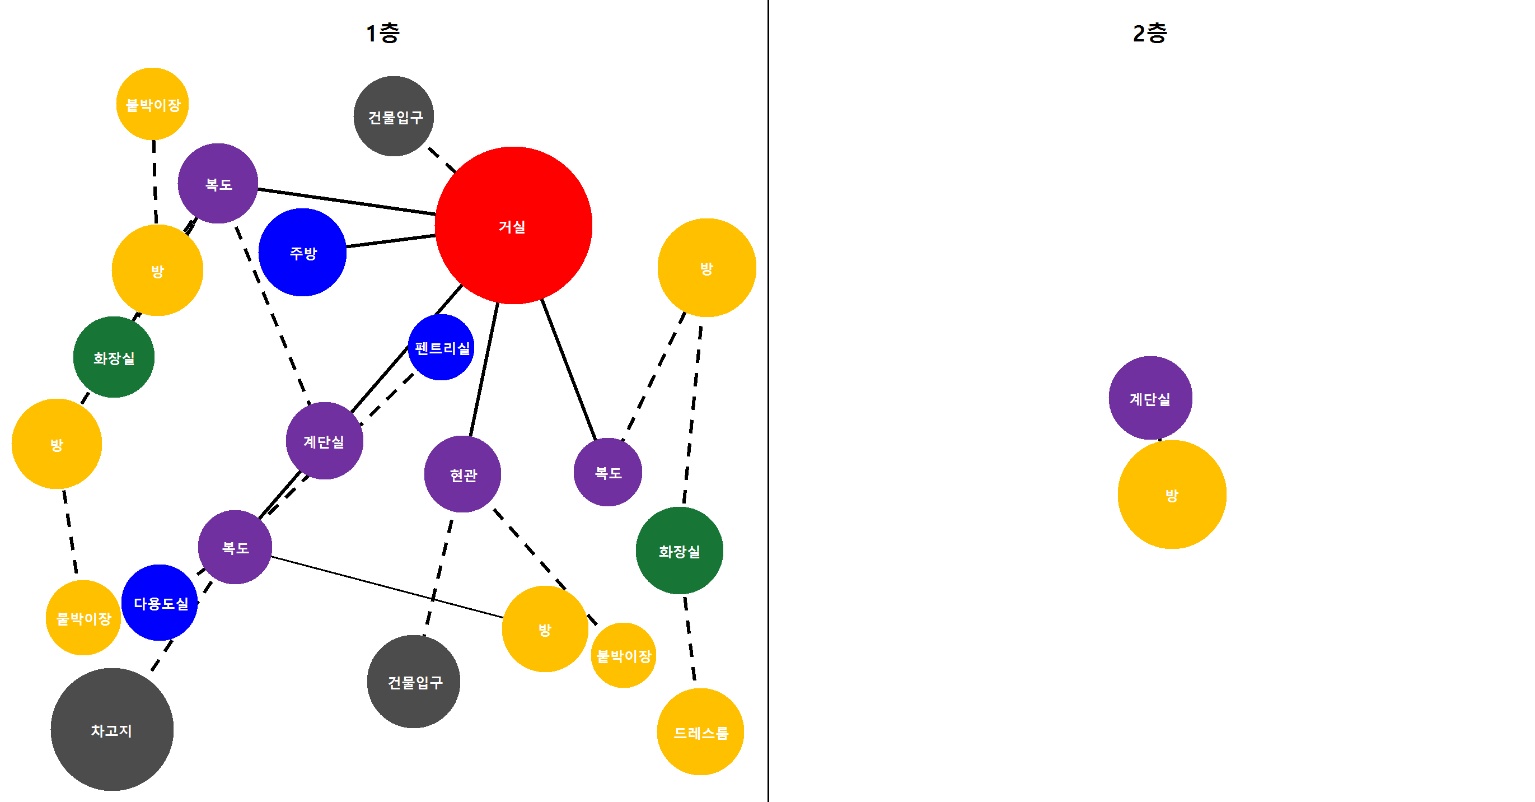 1층
2층
붙박이장
건물입구
복도
거실
주방
방
방
펜트리실
화장실
계단실
계단실
방
현관
복도
방
복도
화장실
다용도실
붙박이장
방
붙박이장
건물입구
차고지
드레스룸